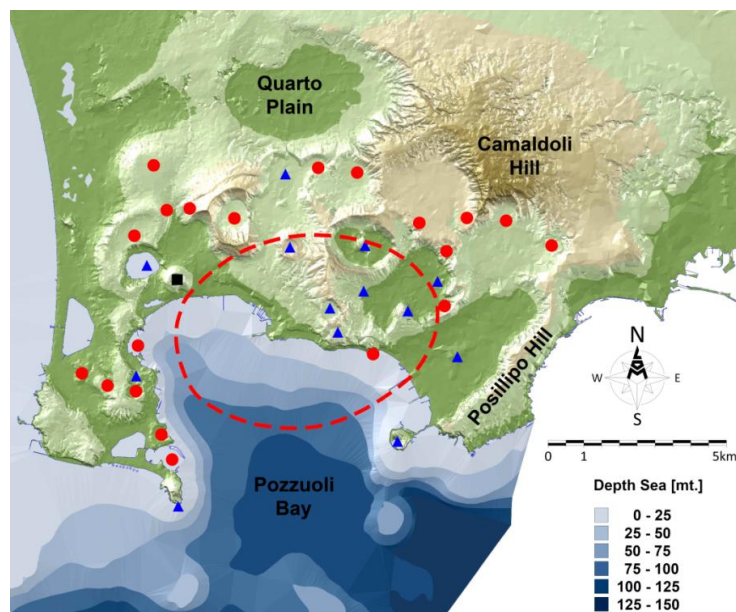 Quarto
Plain
Camaldoli
Hill
Posillipo Hill
Pozzuoli
Bay
N
W E
S
0 1 5km
Depth Sea [mt.]
0 - 25
25 - 50
50 - 75
75 - 100
100 - 125
125 - 150